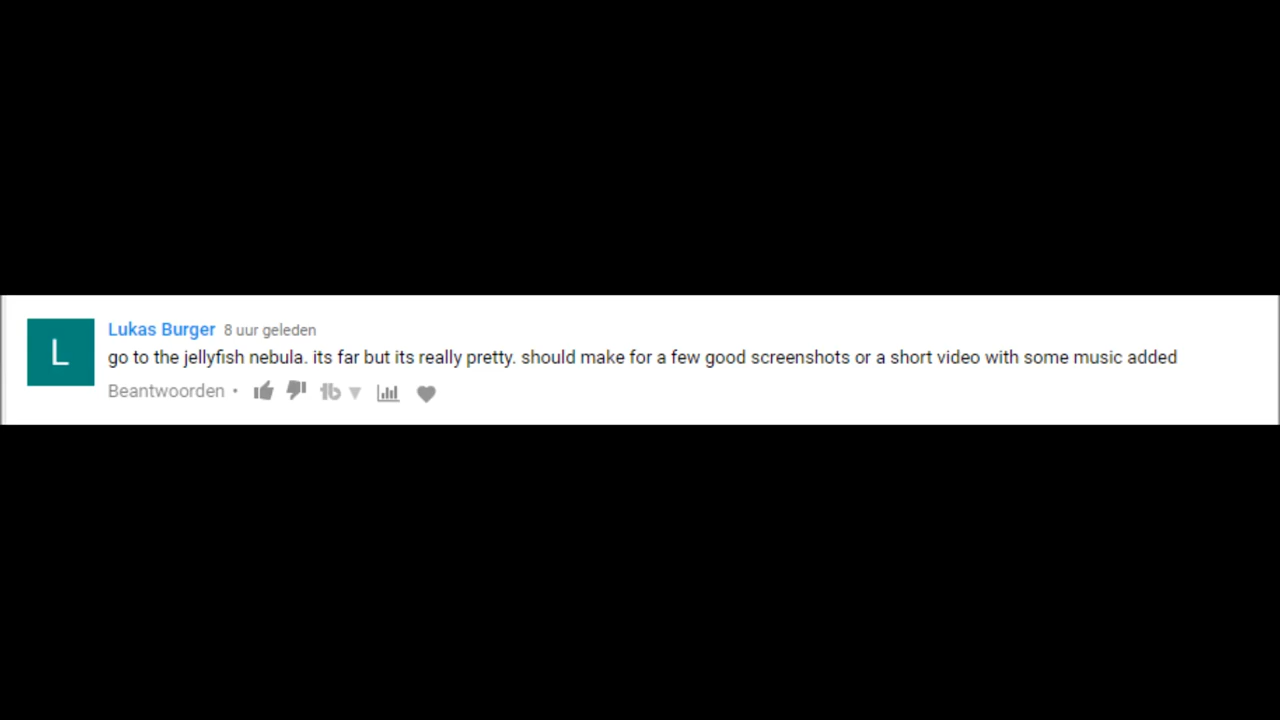 L
Lukas Burger 8 uur geleden
go to the jellyfish nebula. its far but its really pretty. should make for a few good screenshots or a short video with some music added
Beantwoorden •